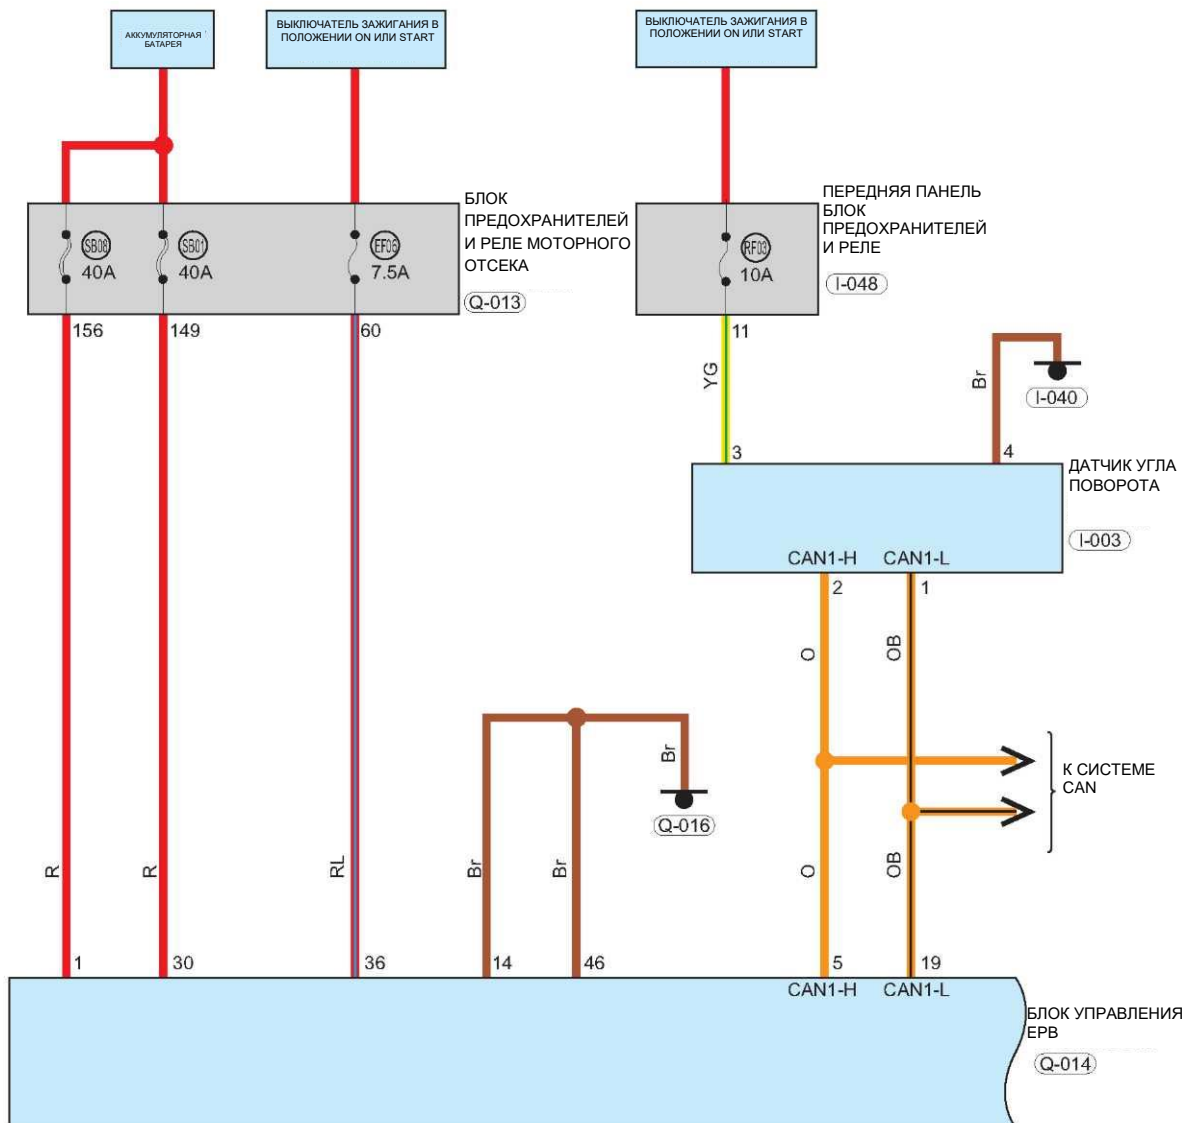 АККУМУЛЯТОРНАЯ
БАТАРЕЯ
ВЫКЛЮЧАТЕЛЬ ЗАЖИГАНИЯ В
ПОЛОЖЕНИИ ON ИЛИ START
ВЫКЛЮЧАТЕЛЬ ЗАЖИГАНИЯ В
ПОЛОЖЕНИИ ON ИЛИ START
SB08
40A
SB01
40A
EF06
7.5A
БЛОК
ПРЕДОХРАНИТЕЛЕЙ
И РЕЛЕ МОТОРНОГО
ОТСЕКА
Q-013
RF03
10A
ПЕРЕДНЯЯ ПАНЕЛЬ
БЛОК
ПРЕДОХРАНИТЕЛЕЙ
И РЕЛЕ
I-048
156
149
60
11
YG
Br
I-040
3
4
ДАТЧИК УГЛА
ПОВОРОТА
I-003
CAN1-H
CAN1-L
2
1
O
OB
Br
Q-016
К СИСТЕМЕ
CAN
R
R
RL
Br
Br
O
OB
1
30
36
14
46
5
19
CAN1-H
CAN1-L
БЛОК УПРАВЛЕНИЯ
EPB
Q-014